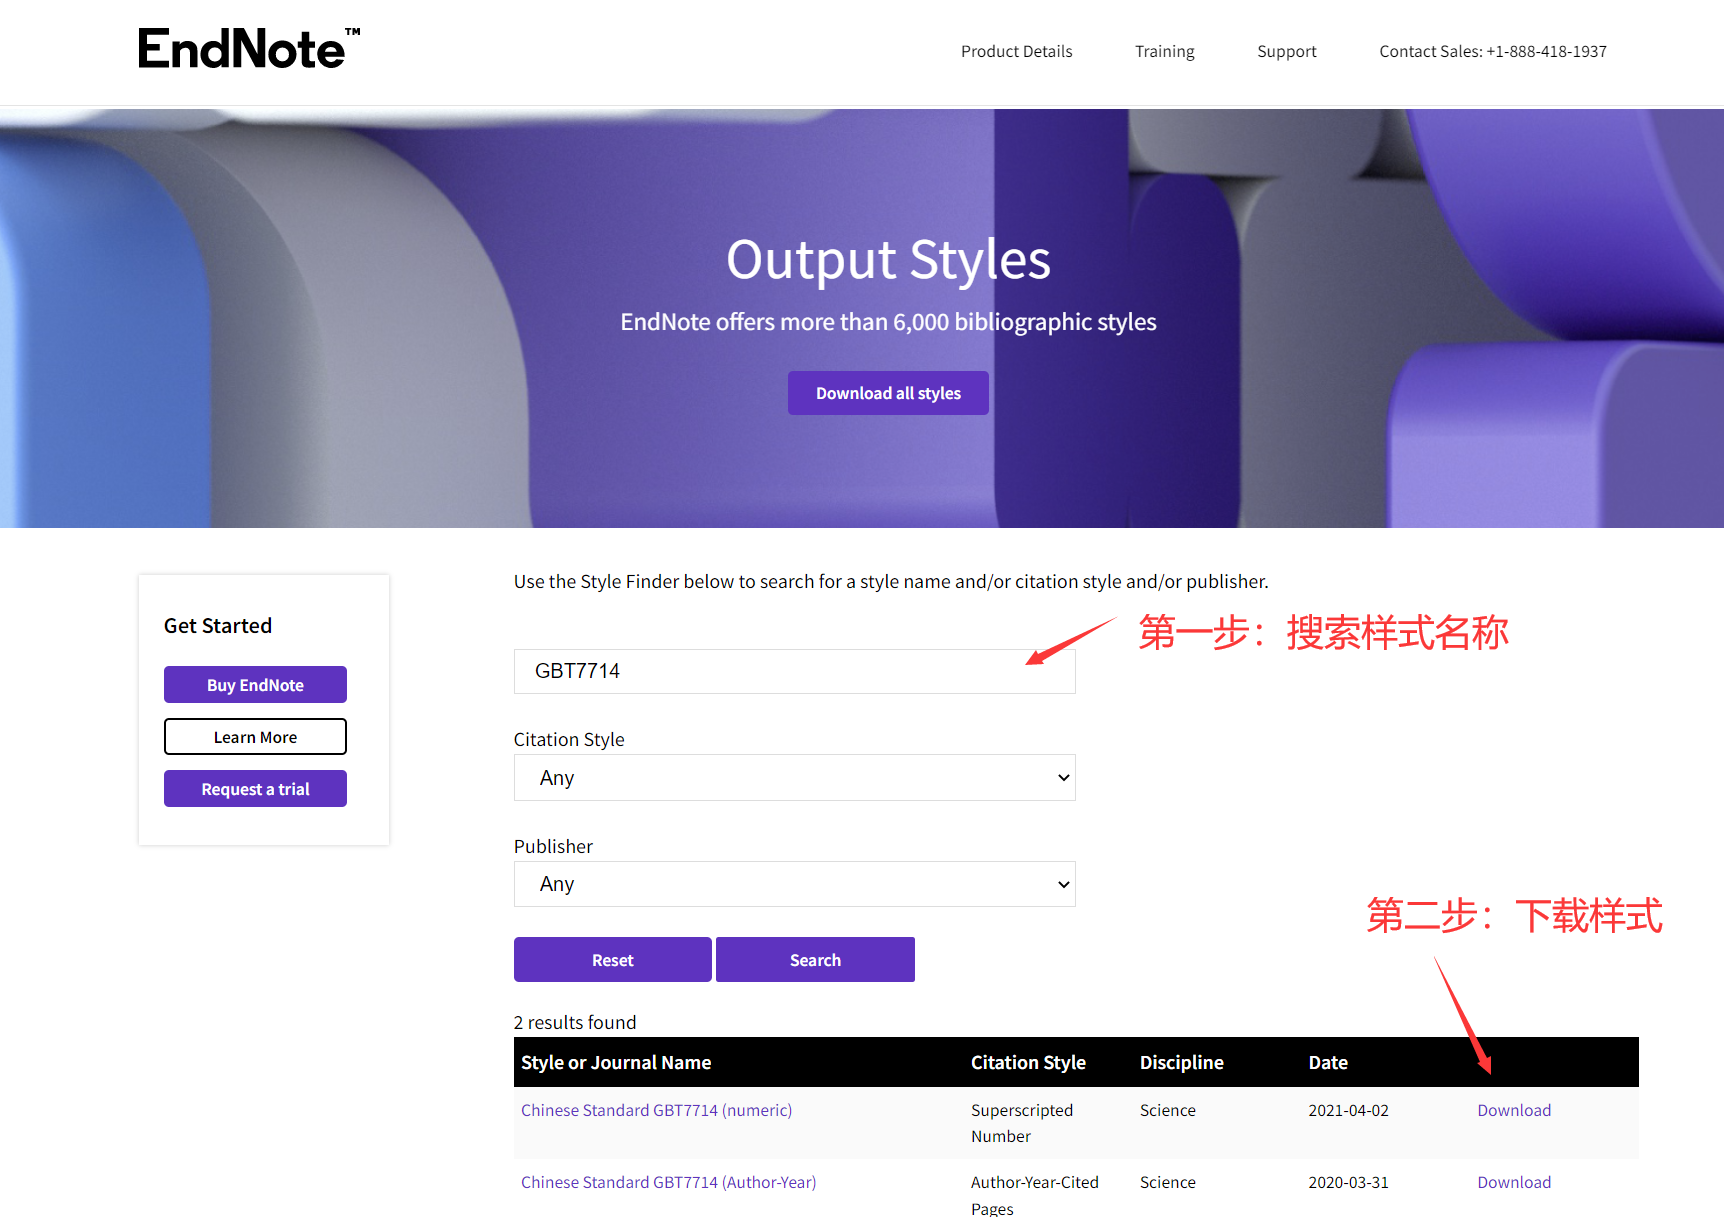 EndNote™
Product Details Training Support Contact Sales: +1-888-418-1937
Output Styles
EndNote offers more than 6,000 bibliographic styles
Download all styles
Get Started
Buy EndNote
Learn More
Request a trial
Use the Style Finder below to search for a style name and/or citation style and/or publisher.
第一步：搜索样式名称
GBT7714
Citation Style
Any
Publisher
Any
第二步：下载样式
Reset Search
2 results found
Style or Journal Name Citation Style Discipline Date
Chinese Standard GBT7714 (numeric) Superscripted Science 2021-04-02 Download
Number
Chinese Standard GBT7714 (Author-Year) Author-Year-Cited Science 2020-03-31 Download
Pages